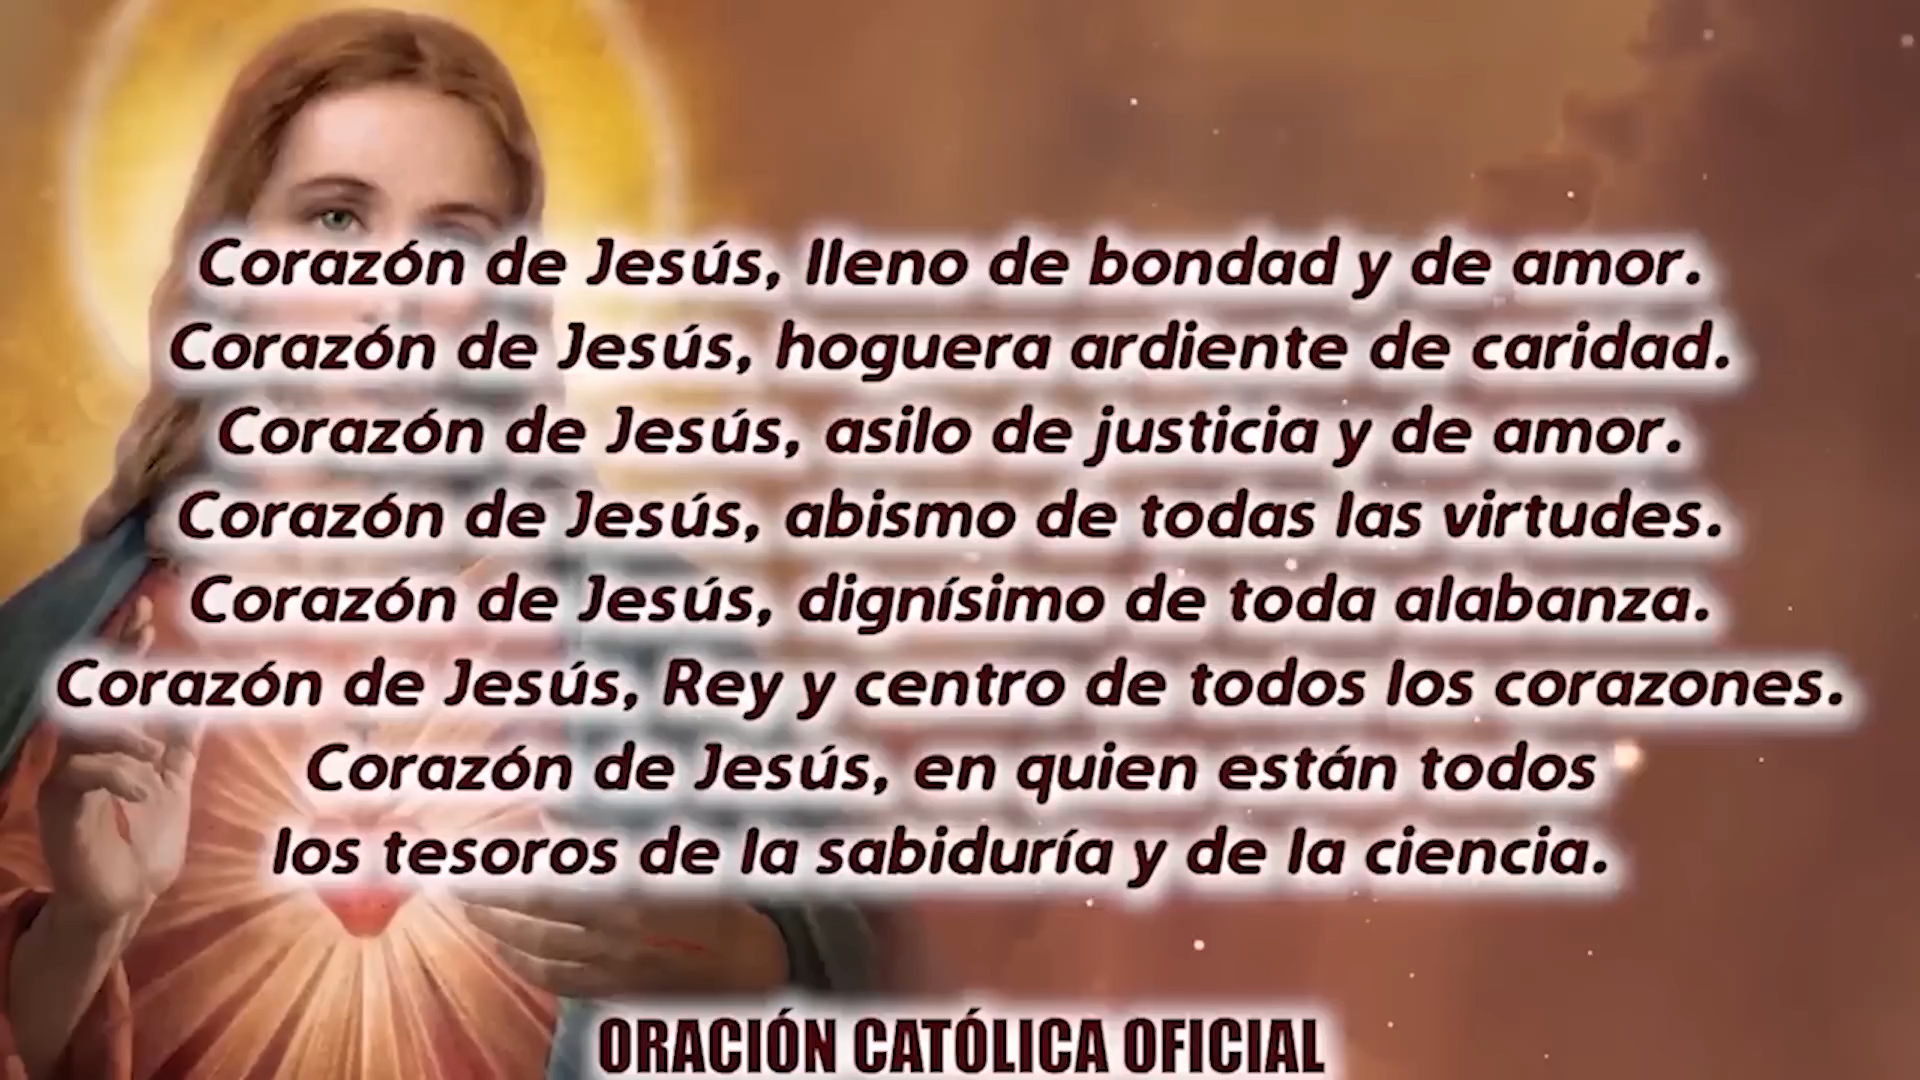 Corazón de Jesús, lleno de bondad y de amor.
Corazón de Jesús, hoguera ardiente de caridad.
Corazón de Jesús, asilo de justicia y de amor.
Corazón de Jesús, abismo de todas las virtudes.
Corazón de Jesús, dignísimo de toda alabanza.
Corazón de Jesús, Rey y centro de todos los corazones.
Corazón de Jesús, en quien están todos
los tesoros de la sabiduría y de la ciencia.
ORACIÓN CATÓLICA OFICIAL